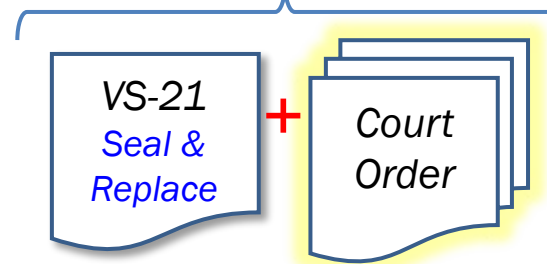 VS-21
Seal &
Replace
+
Court
Order